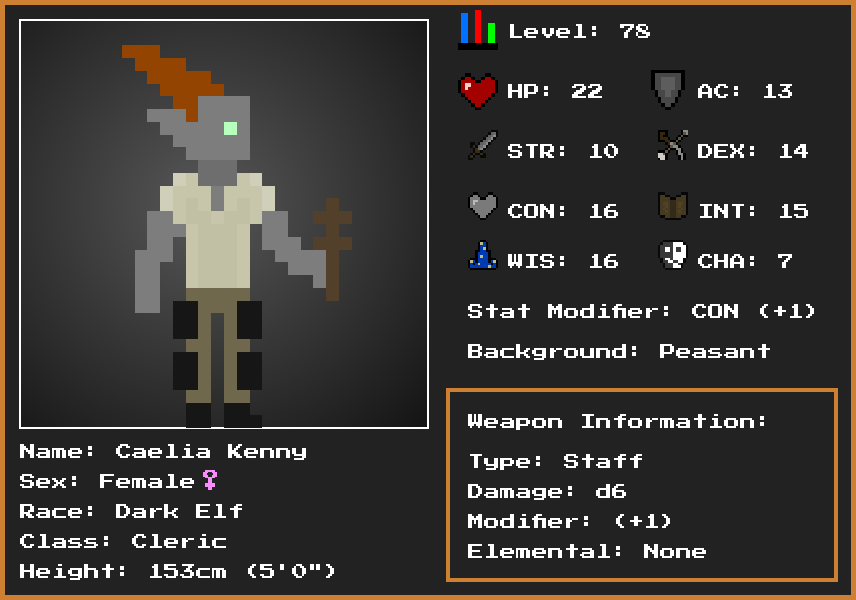 Level: 78
HP: 22 AC: 13
STR: 10 DEX: 14
CON: 16 INT: 15
WIS: 16 CHA: 7
Stat Modifier: CON (+1)
Background: Peasant
Weapon Information:
Type: Staff
Damage: d6
Modifier: (+1)
Elemental: None
Name: Caelia Kenny
Sex: Female♀
Race: Dark Elf
Class: Cleric
Height: 153cm (5'0")